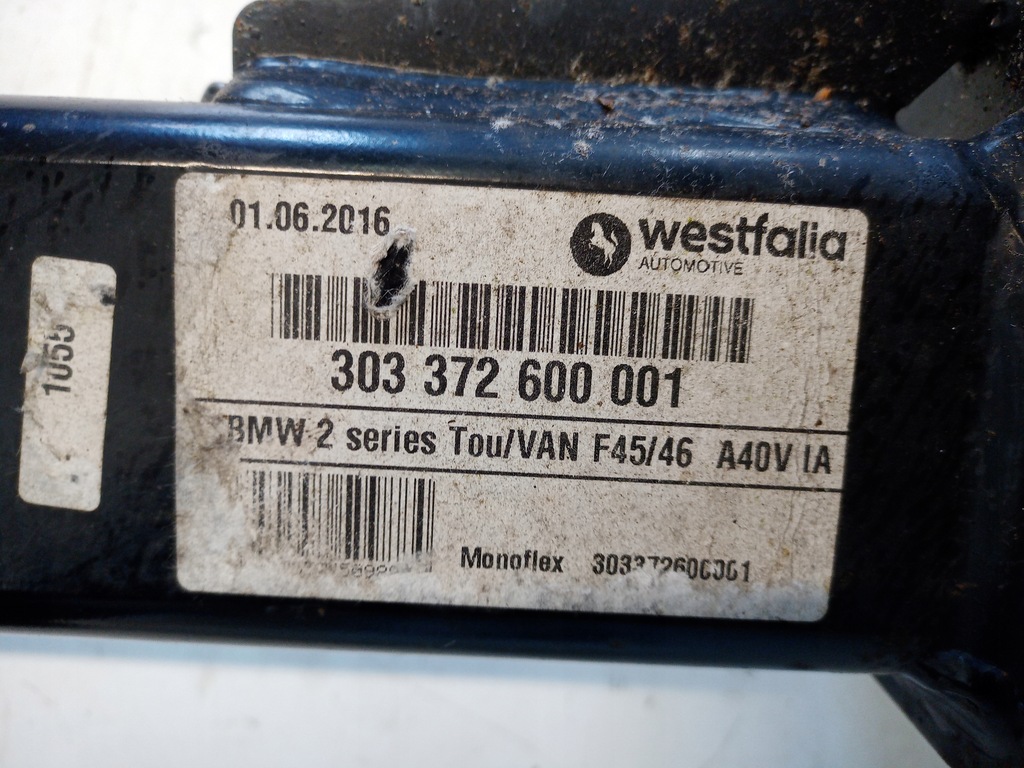 01.06.2016
westfalia
AUTOMOTIVE
303 372 600 001
BMW 2 series Tou/VAN F45/46 A40V IA
Monoflex 303372600001
1055